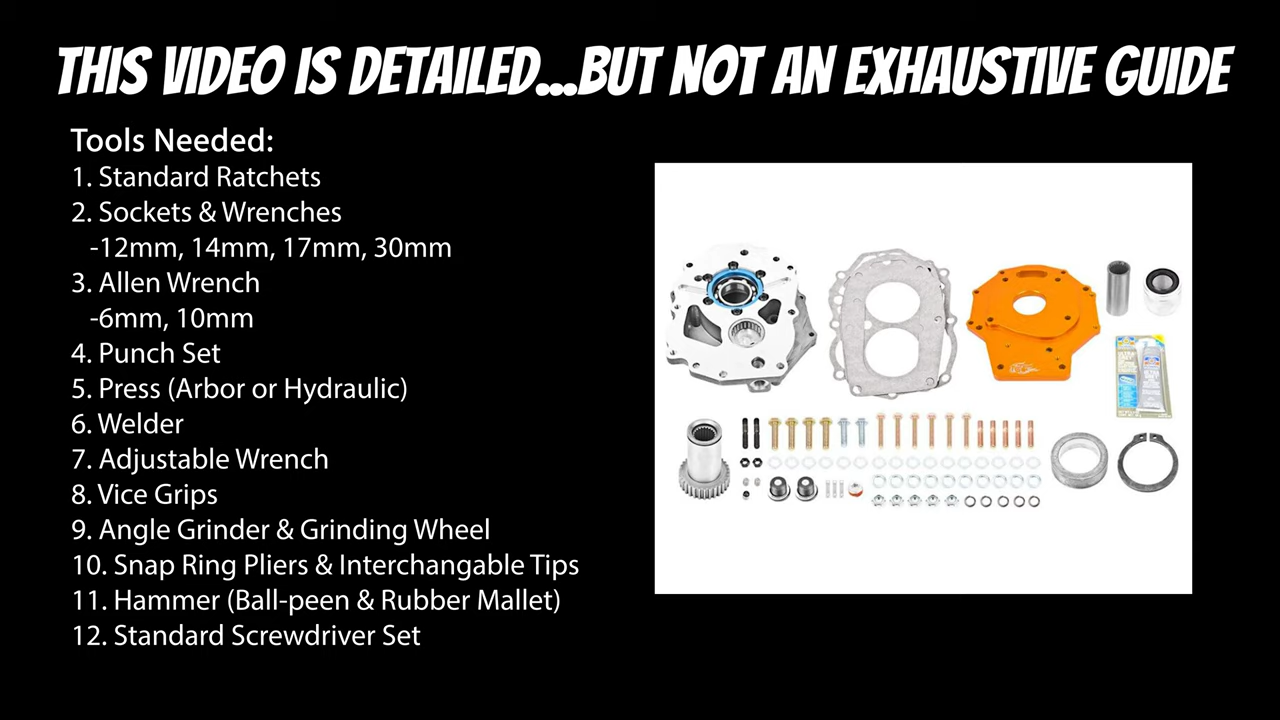 THIS VIDEO IS DETAILED...BUT NOT AN EXHAUSTIVE GUIDE
Tools Needed:
1. Standard Ratchets
2. Sockets & Wrenches
-12mm, 14mm, 17mm, 30mm
3. Allen Wrench
-6mm, 10mm
4. Punch Set
5. Press (Arbor or Hydraulic)
6. Welder
7. Adjustable Wrench
8. Vice Grips
9. Angle Grinder & Grinding Wheel
10. Snap Ring Pliers & Interchangable Tips
11. Hammer (Ball-peen & Rubber Mallet)
12. Standard Screwdriver Set